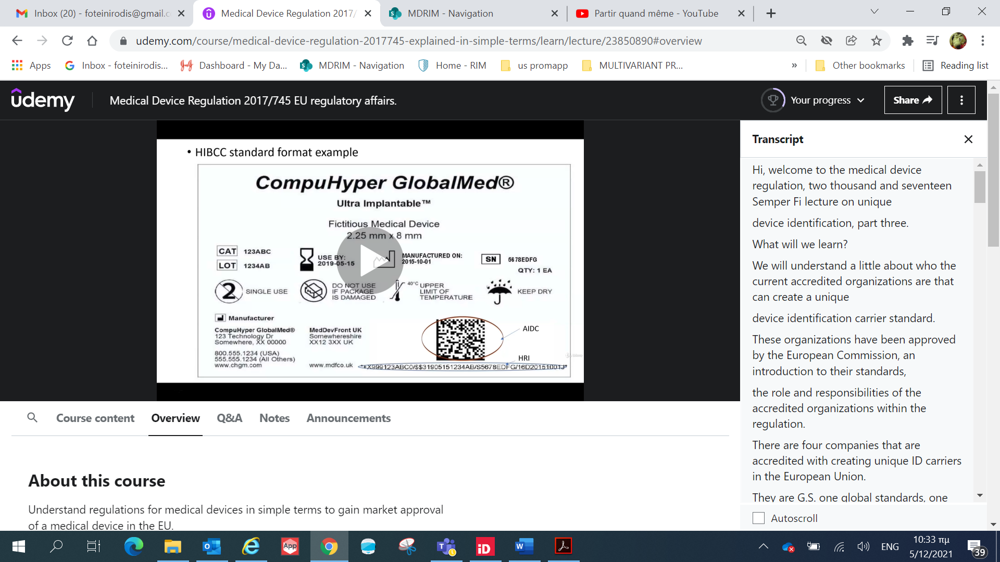 Inbox (20) - foteinirodis@gmail.c
Medical Device Regulation 2017/
MDRIM - Navigation
Partir quand même - YouTube
udemy.com/course/medical-device-regulation-2017745-explained-in-simple-terms/learn/lecture/23850890#overview
Apps
Inbox - foteinirodis...
Dashboard - My Da...
MDRIM - Navigation
Home - RIM
us promapp
MULTIVARIANT PR...
»
Other bookmarks
Reading list
udemy
Medical Device Regulation 2017/745 EU regulatory affairs.
Your progress
Share
• HIBCC standard format example
CompuHyper GlobalMed®
Ultra Implantable™
Fictitious Medical Device
2.25 mm x 8 mm
CAT 123ABC
LOT 1234AB
USE BY:
2019-05-15
MANUFACTURED ON:
2015-10-01
SN 5678EDFG
QTY: 1 EA
2 SINGLE USE
DO NOT USE
IF PACKAGE
IS DAMAGED
40°C UPPER
LIMIT OF
TEMPERATURE
KEEP DRY
Manufacturer
CompuHyper GlobalMed®
123 Technology Dr
Somewhere, XX 00000
800.555.1234 (USA)
555.555.1234 (All Others)
www.chgm.com
MedDevFront UK
Somewhereshire
XX12 3XX UK
www.mdfco.uk
AIDC
HRI
*+X999123ABC0/$$31905151234AB/S5678EDFG/16D20151001J*
Transcript
Hi, welcome to the medical device
regulation, two thousand and seventeen
Semper Fi lecture on unique
device identification, part three.
What will we learn?
We will understand a little about who the
current accredited organizations are that
can create a unique
device identification carrier standard.
These organizations have been approved
by the European Commission, an
introduction to their standards,
the role and responsibilities of the
accredited organizations within the
regulation.
There are four companies that are
accredited with creating unique ID carriers
in the European Union.
They are G.S. one global standards, one
Autoscroll
Course content
Overview
Q&A
Notes
Announcements
About this course
Understand regulations for medical devices in simple terms to gain market approval
of a medical device in the EU.
App
iD
ENG
10:33 πμ
5/12/2021
39